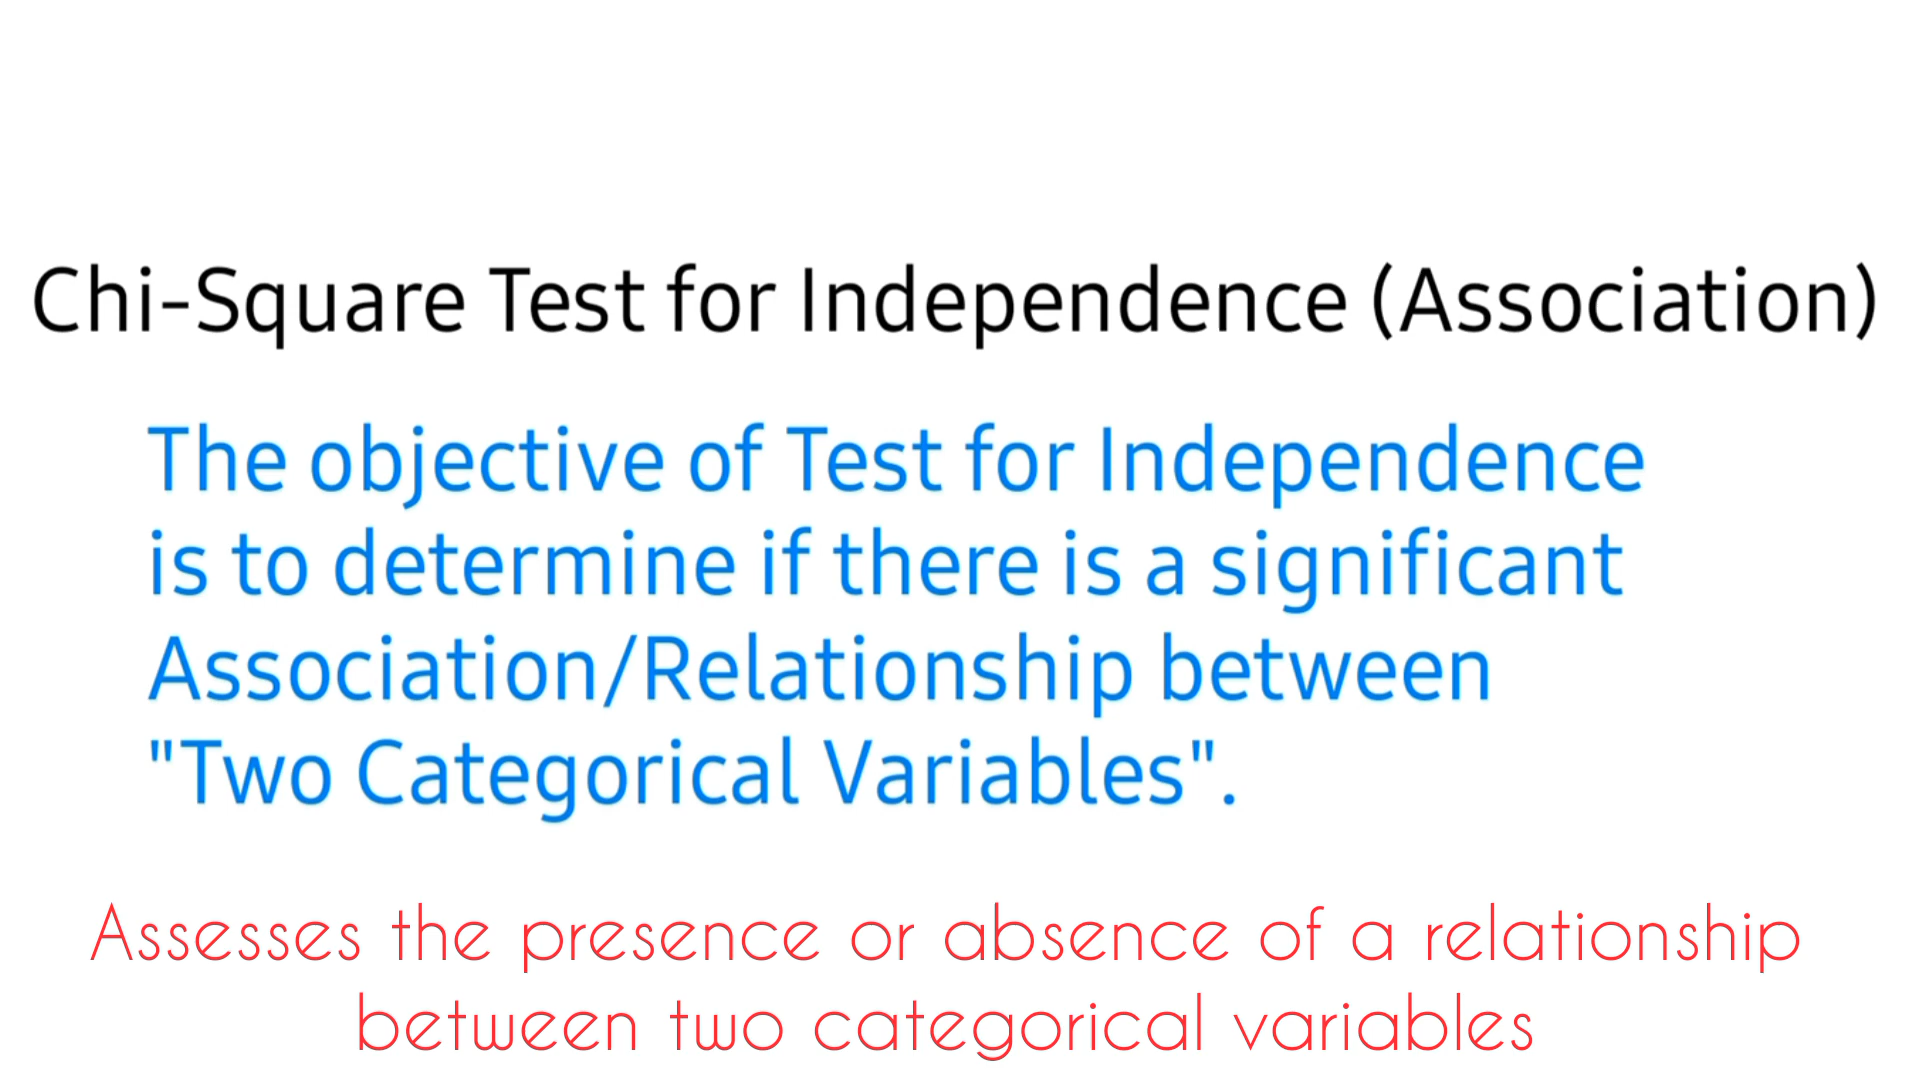 Chi-Square Test for Independence (Association)
The objective of Test for Independence
is to determine if there is a significant
Association/Relationship between
"Two Categorical Variables".
Assesses the presence or absence of a relationship
between two categorical variables